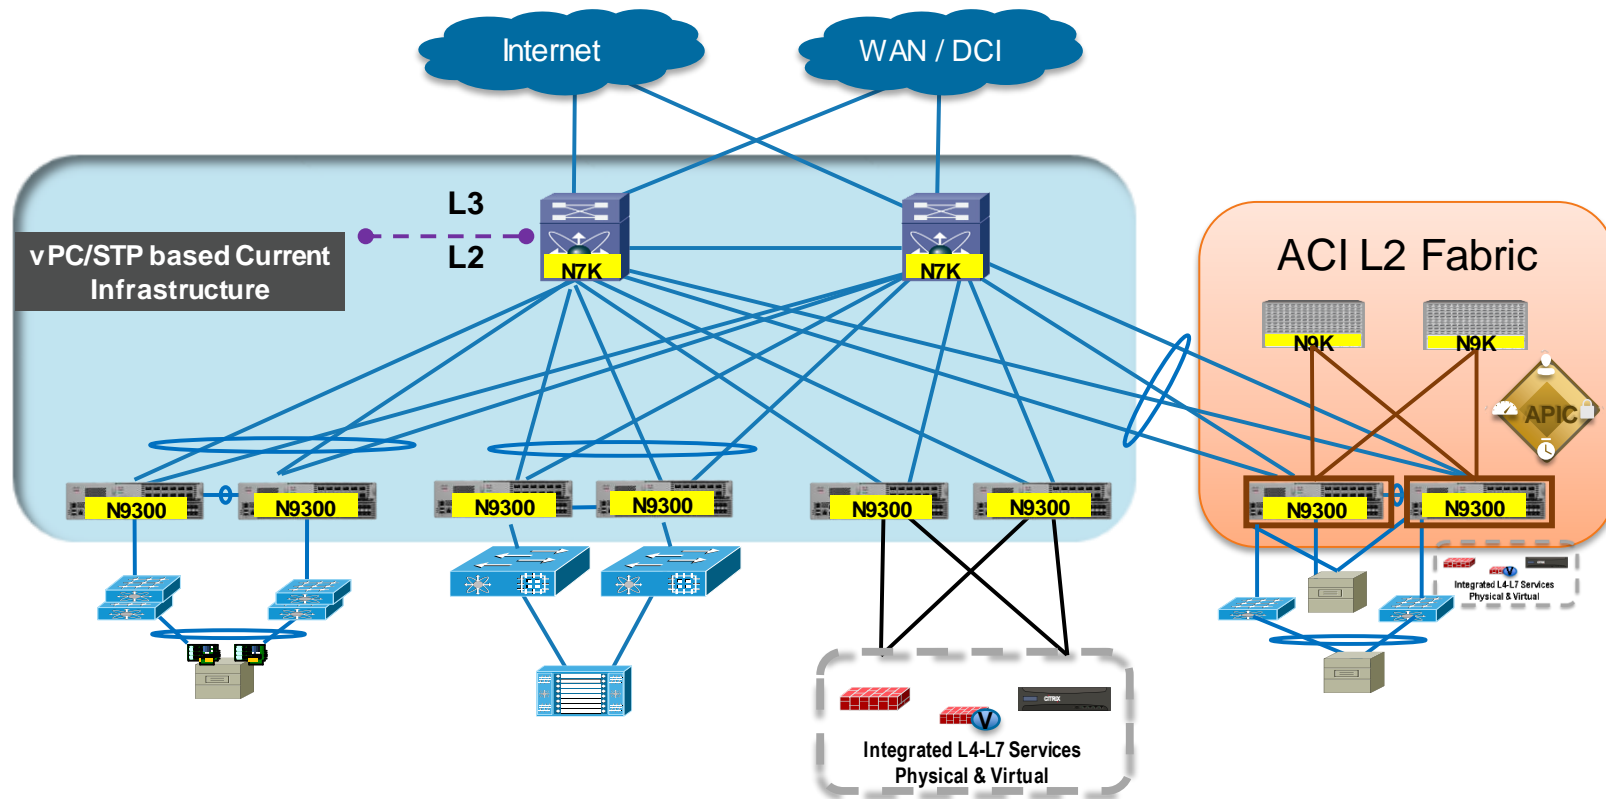 Internet
WAN / DCI
L3
L2
vPC/STP based Current
Infrastructure
N7K
N7K
ACI L2 Fabric
N9K
N9K
APIC
N9300
N9300
N9300
N9300
N9300
N9300
N9300
N9300
Integrated L4-L7 Services
Physical & Virtual
V
CITRIX
V
Integrated L4-L7 Services
Physical & Virtual